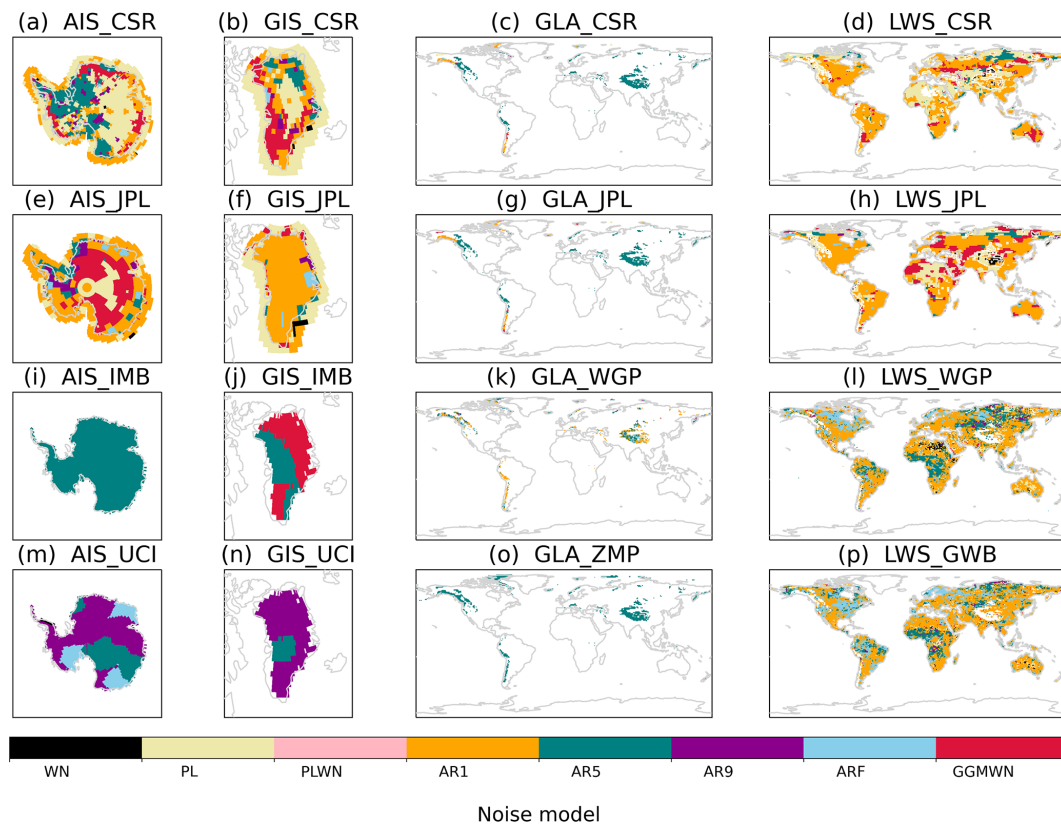 (a) AIS_CSR
(b) GIS_CSR
(c) GLA_CSR
(d) LWS_CSR
(e) AIS_JPL
(f) GIS_JPL
(g) GLA_JPL
(h) LWS_JPL
(i) AIS_IMB
(j) GIS_IMB
(k) GLA_WGP
(l) LWS_WGP
(m) AIS_UCI
(n) GIS_UCI
(o) GLA_ZMP
(p) LWS_GWB
WN PL PLWN AR1 AR5 AR9 ARF GGMWN
Noise model